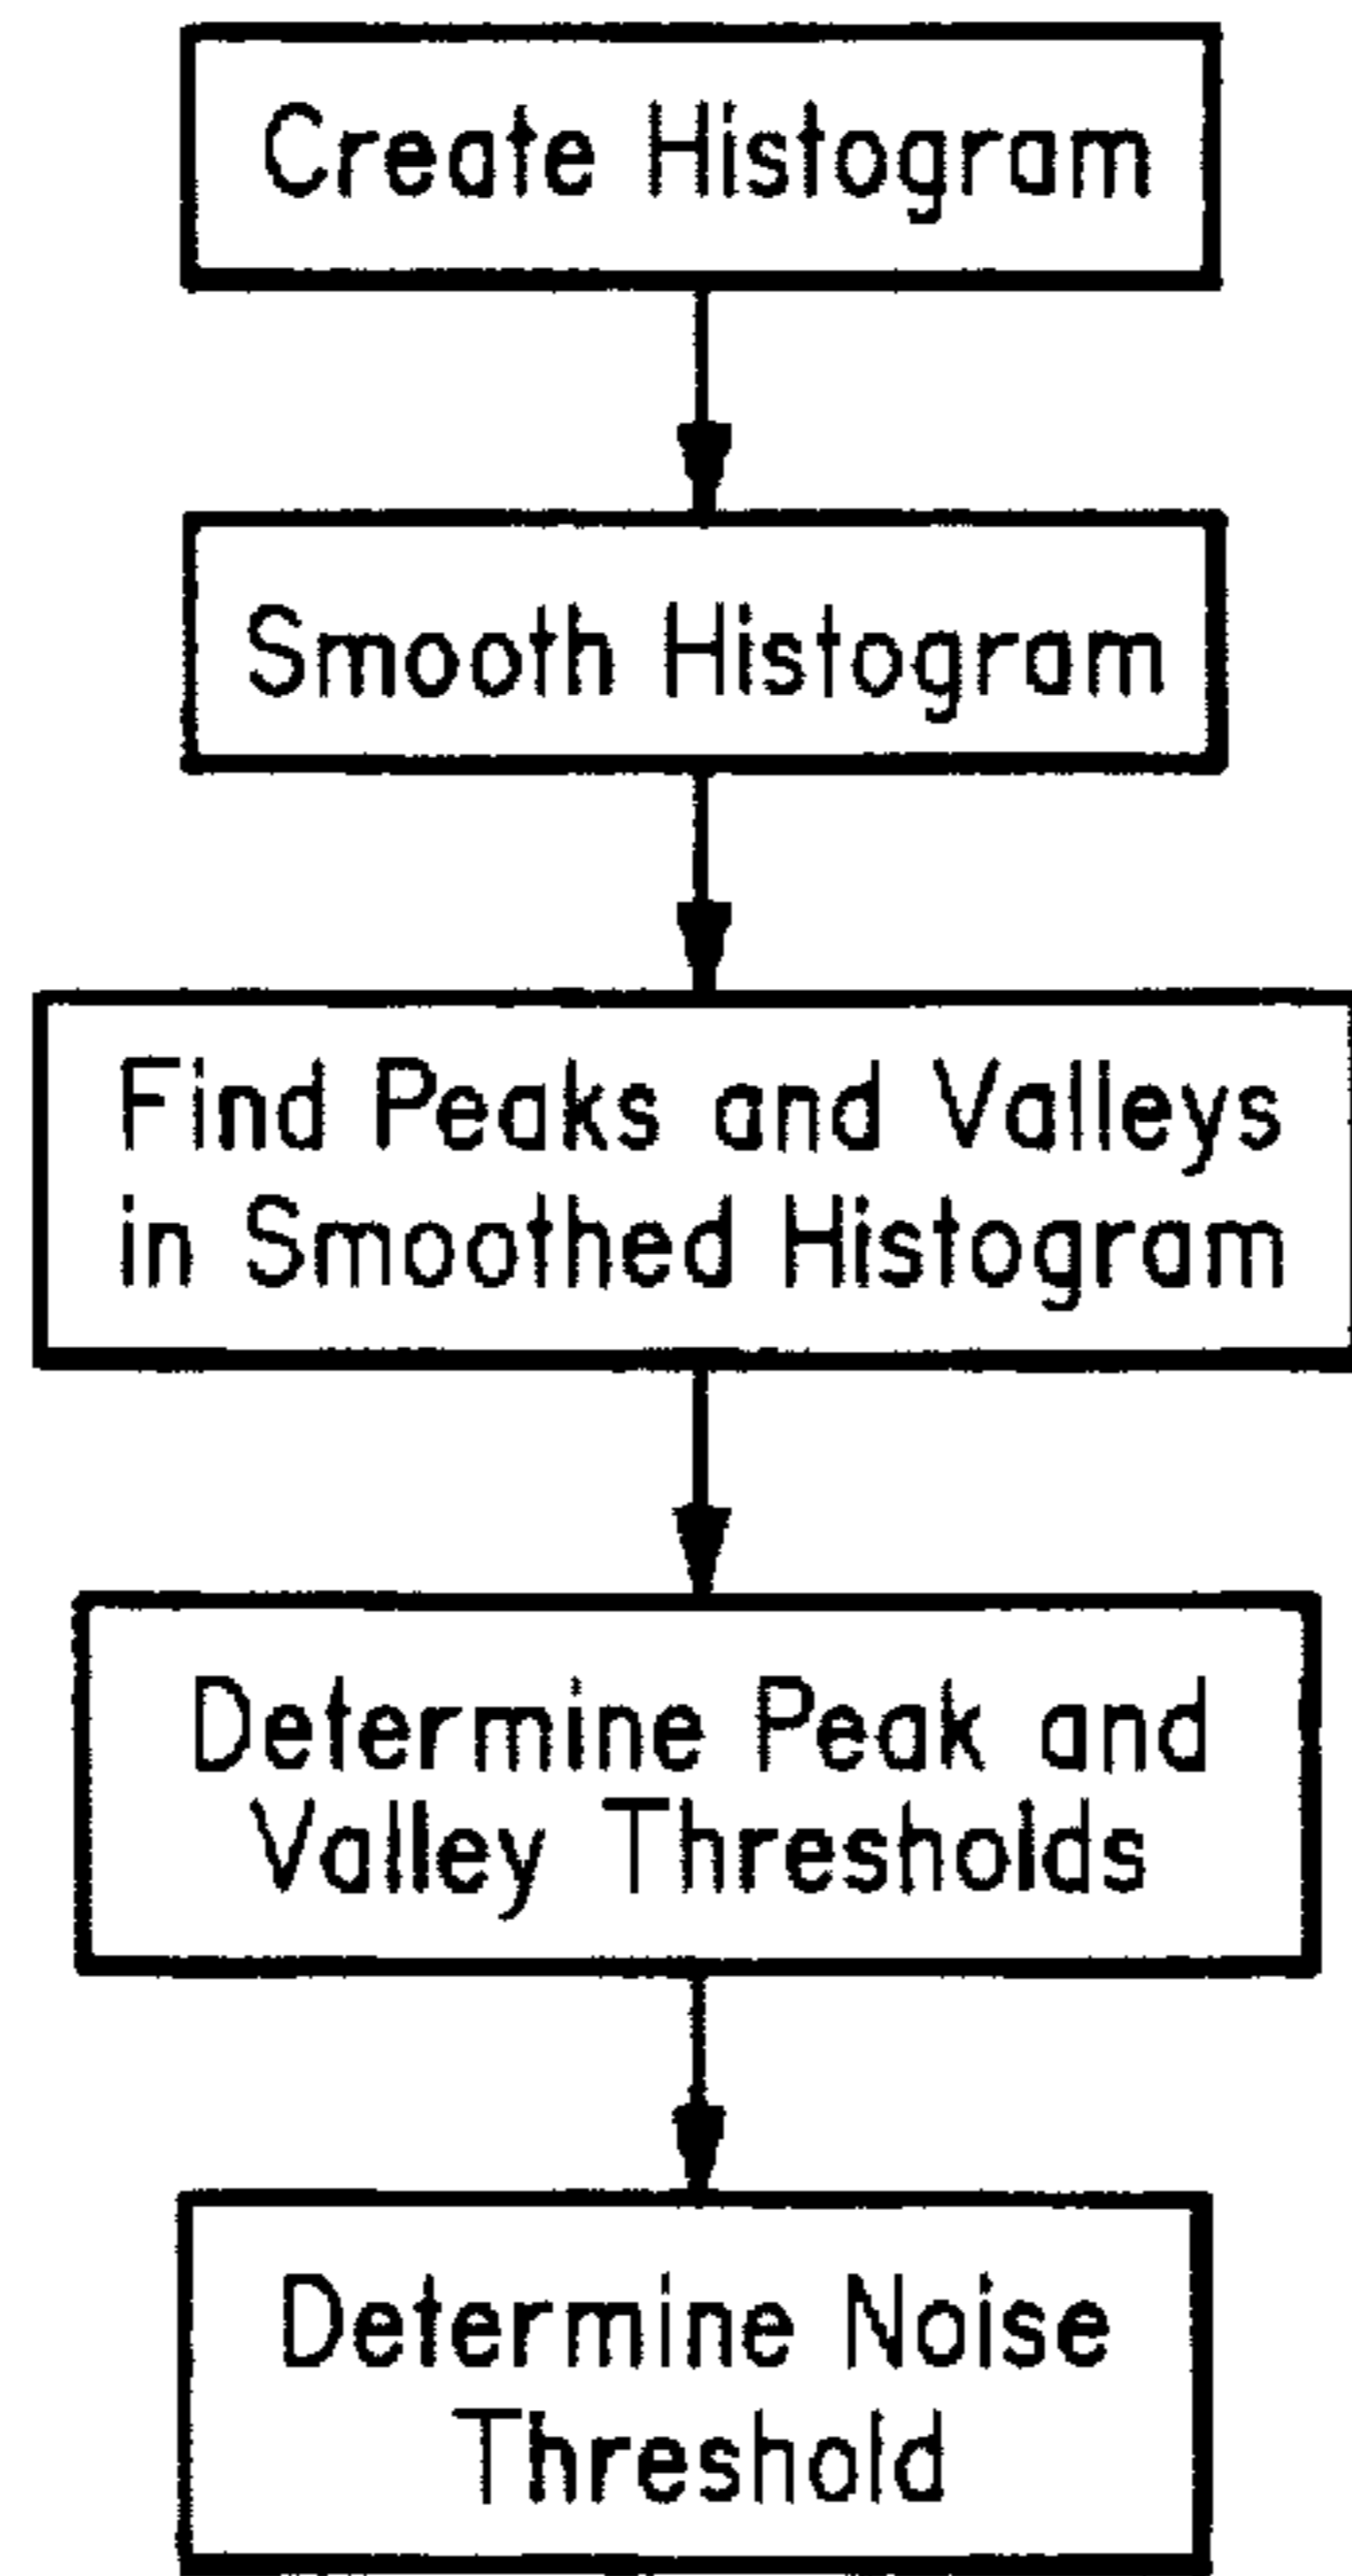 Create Histogram
Smooth Histogram
Find Peaks and Valleys
in Smoothed Histogram
Determine Peak and
Valley Thresholds
Determine Noise
Threshold